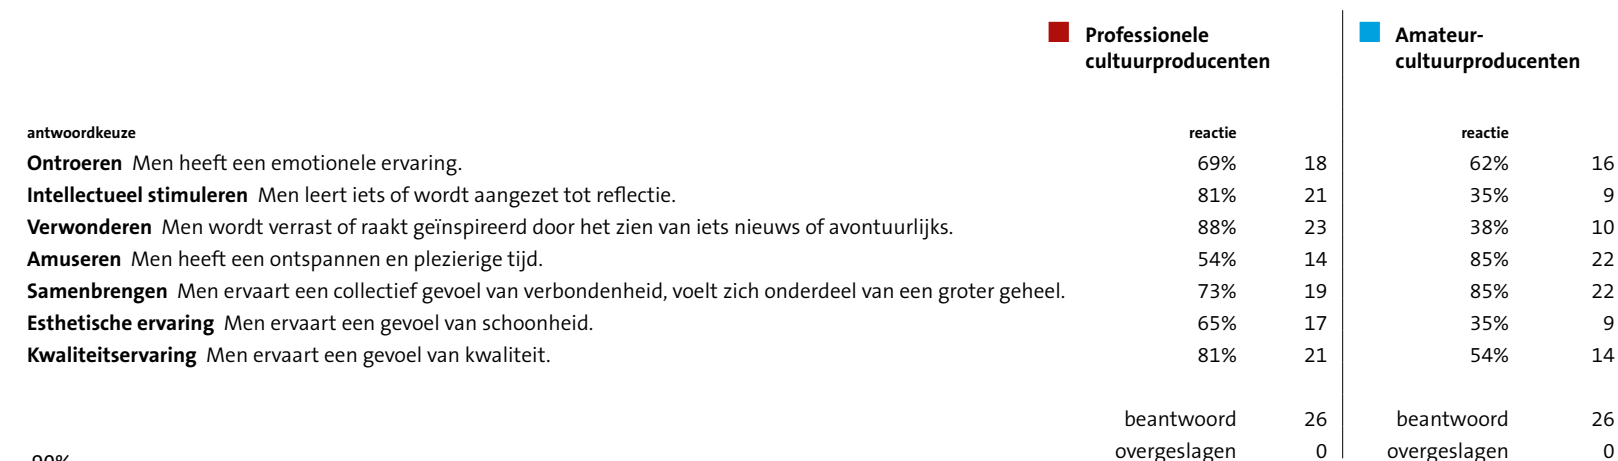 Professionele
cultuurproducenten
Amateur-
cultuurproducenten
antwoordkeuze reactie reactie
Ontroeren Men heeft een emotionele ervaring. 69% 18 62% 16
Intellectueel stimuleren Men leert iets of wordt aangezet tot reflectie. 81% 21 35% 9
Verwonderen Men wordt verrast of raakt geïnspireerd door het zien van iets nieuws of avontuurlijks. 88% 23 38% 10
Amuseren Men heeft een ontspannen en plezierige tijd. 54% 14 85% 22
Samenbrengen Men ervaart een collectief gevoel van verbondenheid, voelt zich onderdeel van een groter geheel. 73% 19 85% 22
Esthetische ervaring Men ervaart een gevoel van schoonheid. 65% 17 35% 9
Kwaliteitservaring Men ervaart een gevoel van kwaliteit. 81% 21 54% 14
beantwoord 26 beantwoord 26
overgeslagen 0 overgeslagen 0